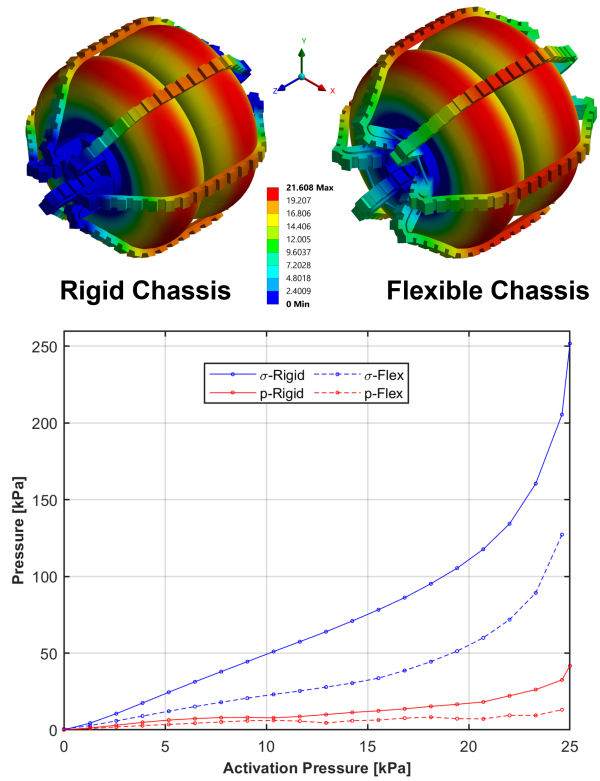 Y
Z
X
21.608 Max
19.207
16.806
14.406
12.005
9.6037
7.2028
4.8018
2.4009
0 Min
Rigid Chassis
Flexible Chassis
250
200
150
100
50
0
Pressure [kPa]
σ-Rigid
σ-Flex
p-Rigid
p-Flex
0
5
10
15
20
25
Activation Pressure [kPa]